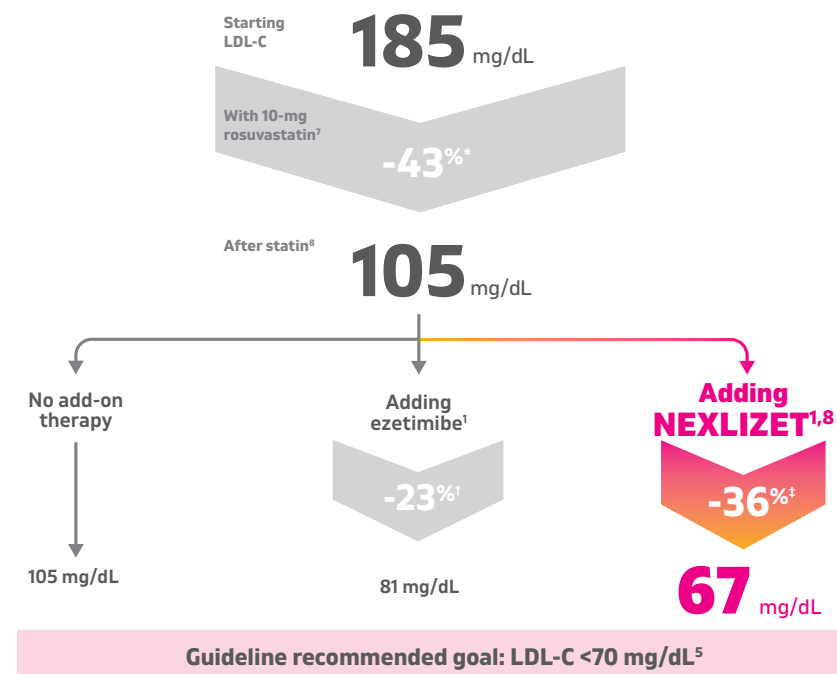 Starting
LDL-C
185 mg/dL
With 10-mg
rosuvastatin⁷
-43%*
After statin⁸
105 mg/dL
No add-on
therapy
105 mg/dL
Adding
ezetimibe¹
-23%†
81 mg/dL
Adding
NEXLIZET¹,⁸
-36%‡
67 mg/dL
Guideline recommended goal: LDL-C <70 mg/dL⁵